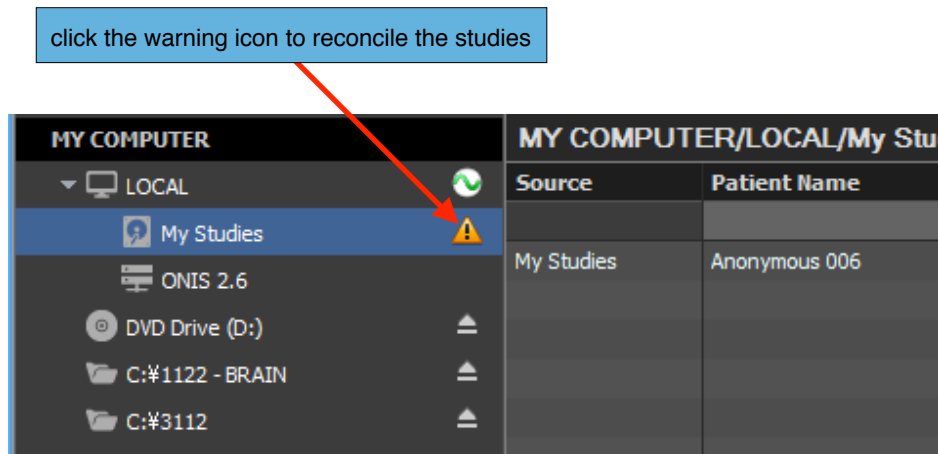 click the warning icon to reconcile the studies
MY COMPUTER
LOCAL
My Studies
ONIS 2.6
DVD Drive (D:)
C:¥1122 - BRAIN
C:¥3112
MY COMPUTER/LOCAL/My Stu
Source Patient Name
My Studies Anonymous 006